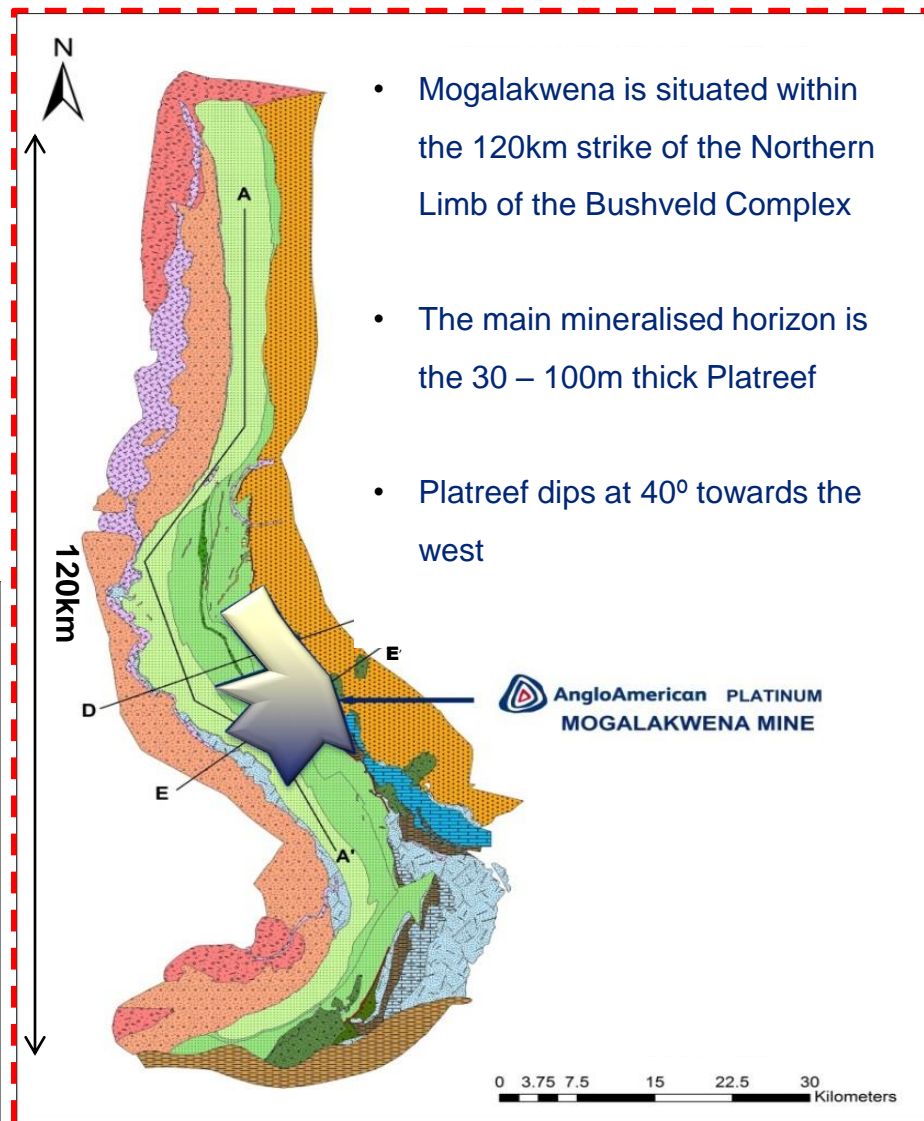 N
• Mogalakwena is situated within
the 120km strike of the Northern
Limb of the Bushveld Complex
• The main mineralised horizon is
the 30 – 100m thick Platreef
• Platreef dips at 40º towards the
west
A
120km
E'
D
E
A'
AngloAmerican PLATINUM
MOGALAKWENA MINE
0 3.75 7.5 15 22.5 30
Kilometers